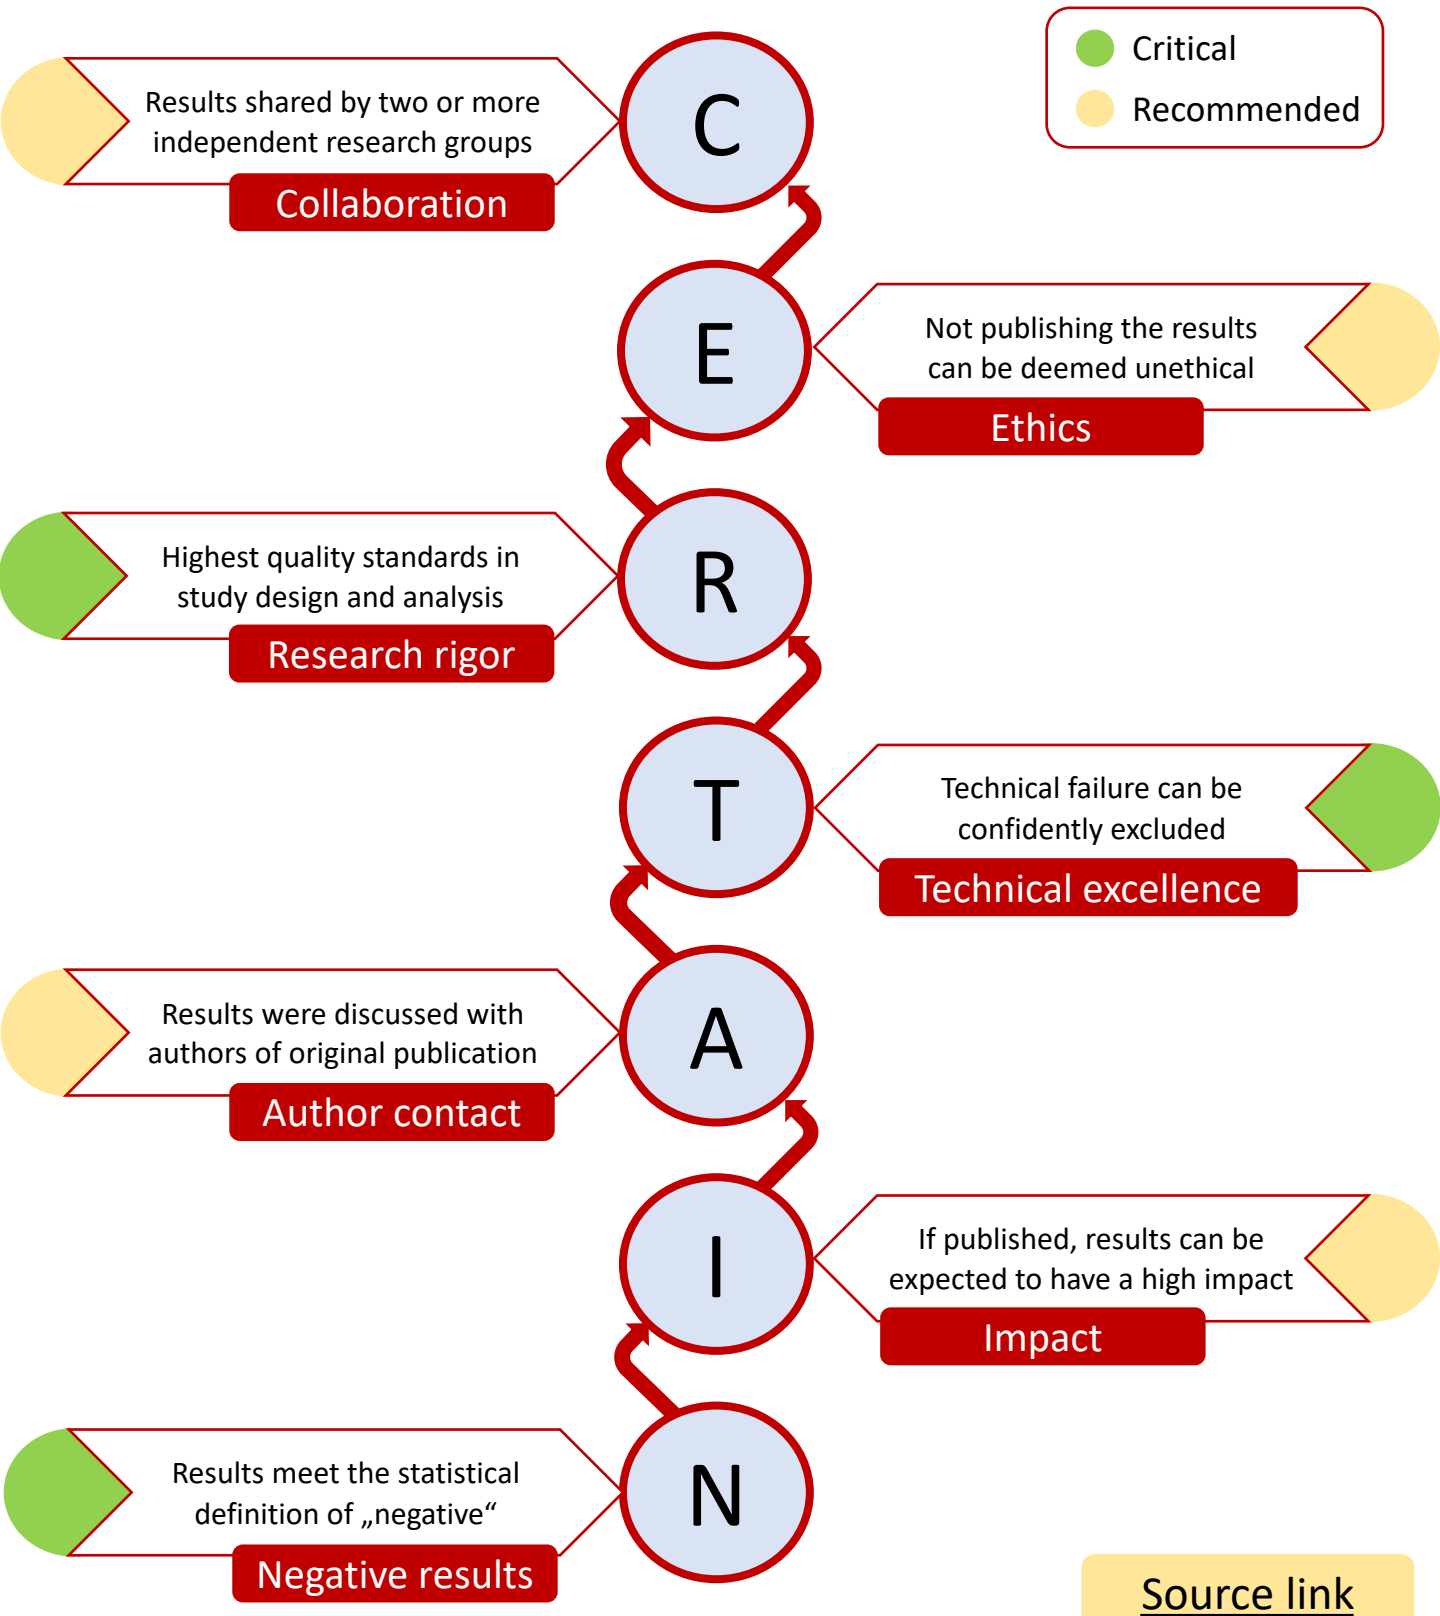 Critical
Recommended
Results shared by two or more
independent research groups
Collaboration
C
E
Not publishing the results
can be deemed unethical
Ethics
Highest quality standards in
study design and analysis
Research rigor
R
T
Technical failure can be
confidently excluded
Technical excellence
Results were discussed with
authors of original publication
Author contact
A
I
If published, results can be
expected to have a high impact
Impact
Results meet the statistical
definition of „negative“
Negative results
N
Source link